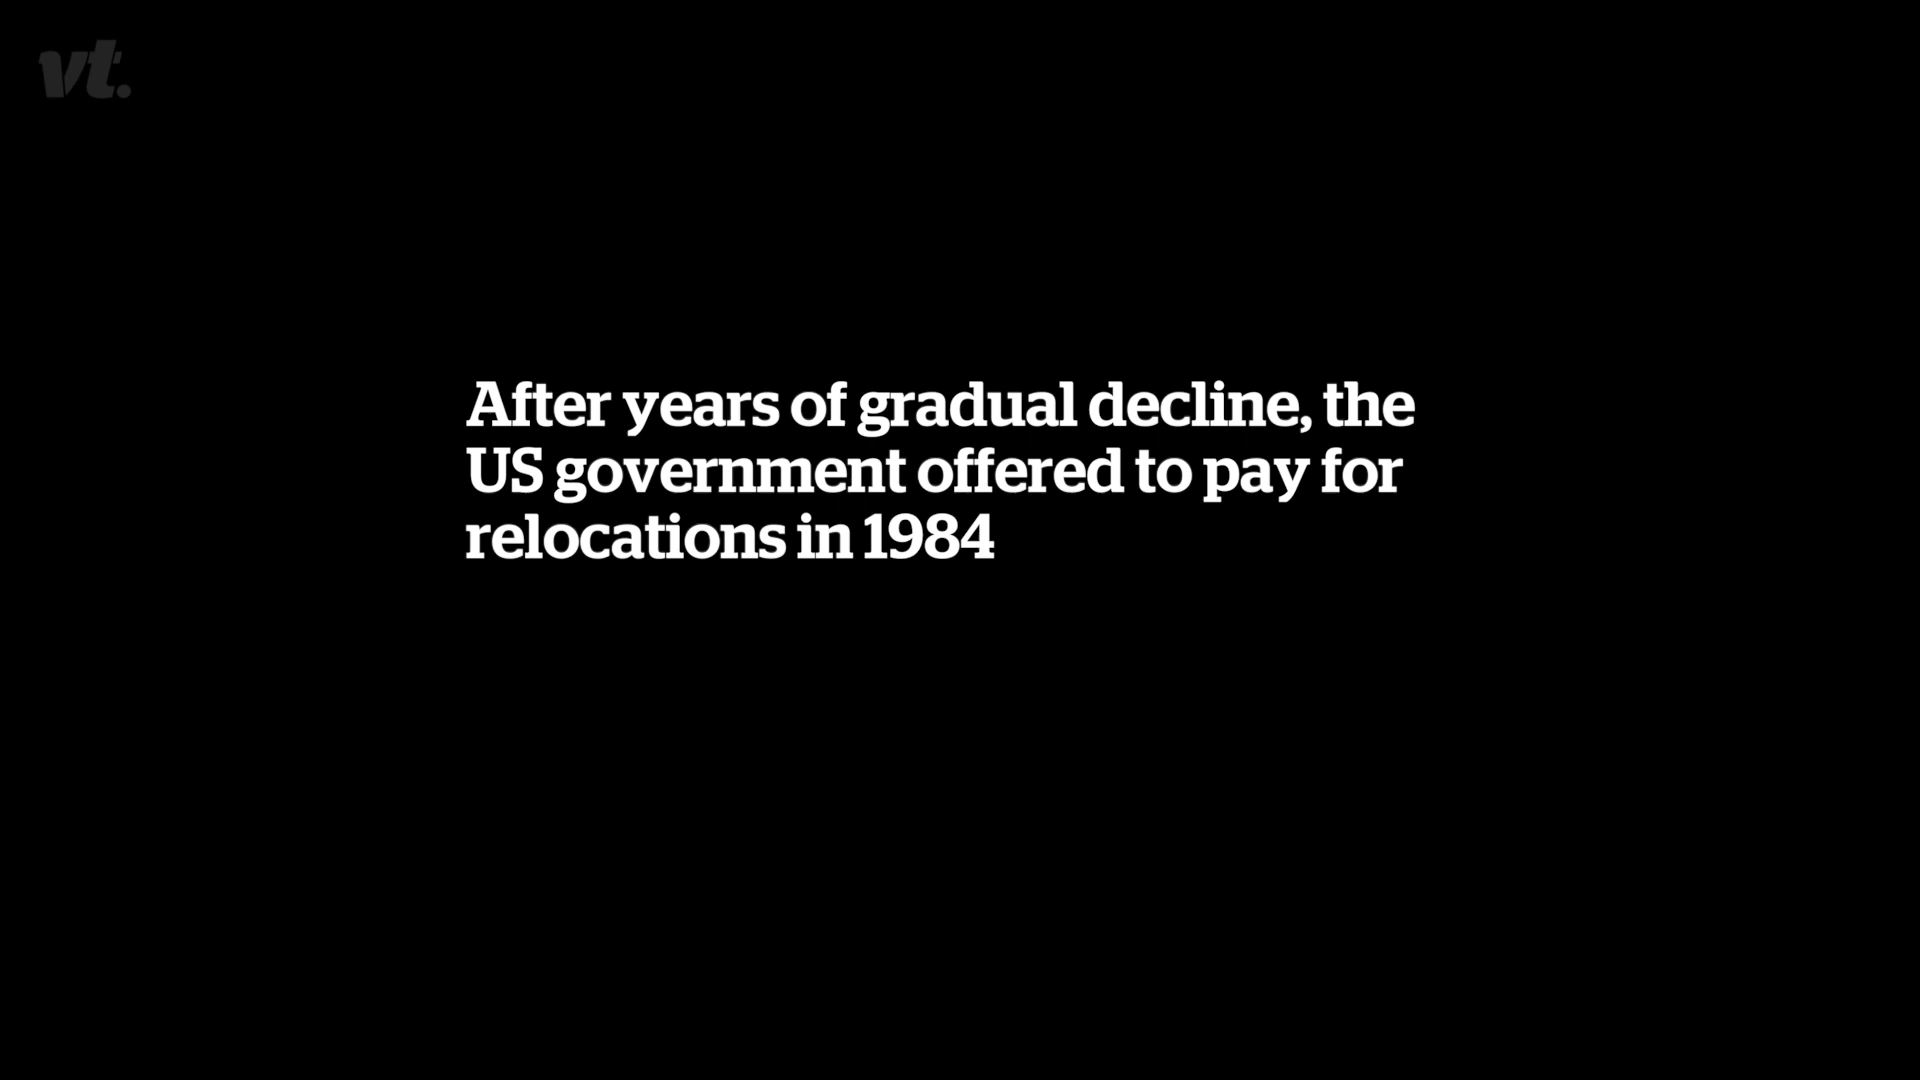 vt.
After years of gradual decline, the
US government offered to pay for
relocations in 1984